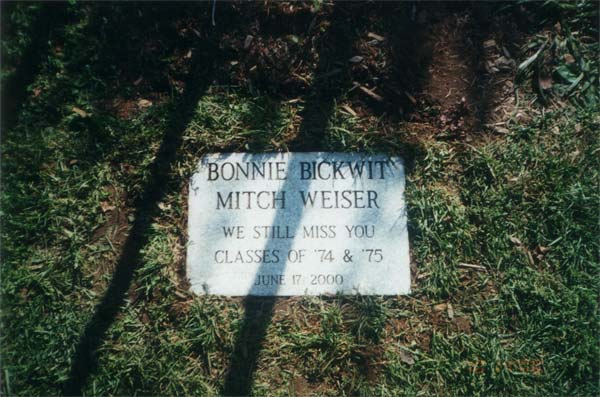 BONNIE BICKWIT
MITCH WEISER
WE STILL MISS YOU
CLASSES OF '74 & '75
JUNE 17, 2000